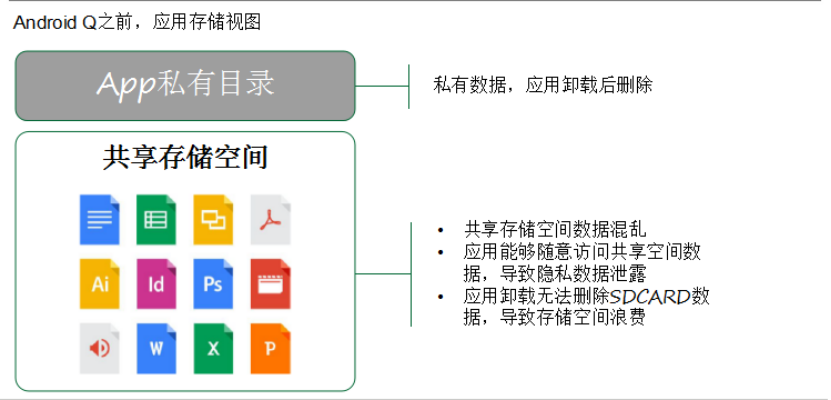 Android Q之前，应用存储视图
App私有目录
私有数据，应用卸载后删除
共享存储空间
Ai
Id
Ps
W
X
P
• 共享存储空间数据混乱
• 应用能够随意访问共享空间数
据，导致隐私数据泄露
• 应用卸载无法删除SDCARD数
据，导致存储空间浪费